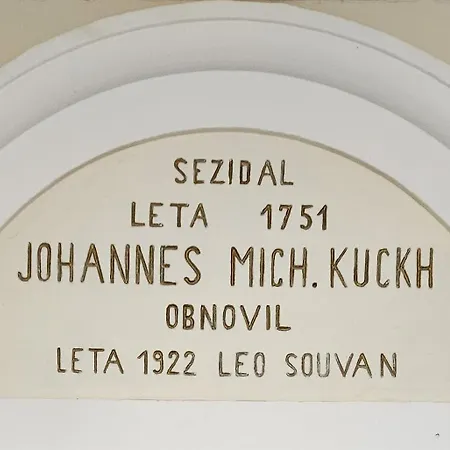 SEZIDAL
LETA 1751
JOHANNES MICH. KUCKH
OBNOVIL
LETA 1922 LEO SOUVAN